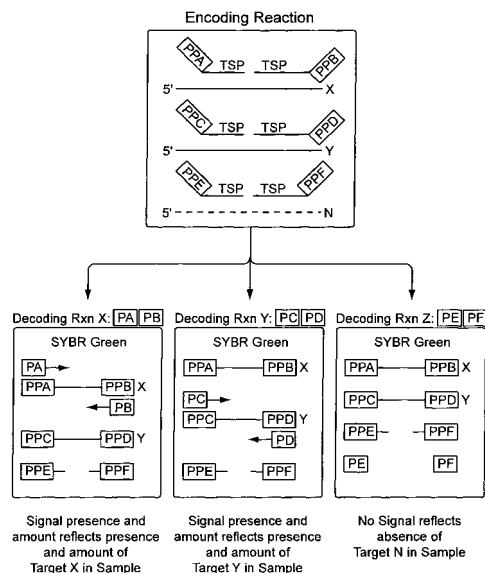 Encoding Reaction
PPA TSP TSP PPB
5' X
PPC TSP TSP PPD
5' Y
PPE TSP TSP PPF
5' N
Decoding Rxn X: PA PB
SYBR Green
PA
PPA PPB X
PB
PPC PPD Y
PPE PPF
Signal presence and
amount reflects presence
and amount of
Target X in Sample
Decoding Rxn Y: PC PD
SYBR Green
PPA PPB X
PC
PPC PPD Y
PD
PPE PPF
Signal presence and
amount reflects presence
and amount of
Target Y in Sample
Decoding Rxn Z: PE PF
SYBR Green
PPA PPB X
PPC PPD Y
PPE PPF
PE PF
No Signal reflects
absence of
Target N in Sample